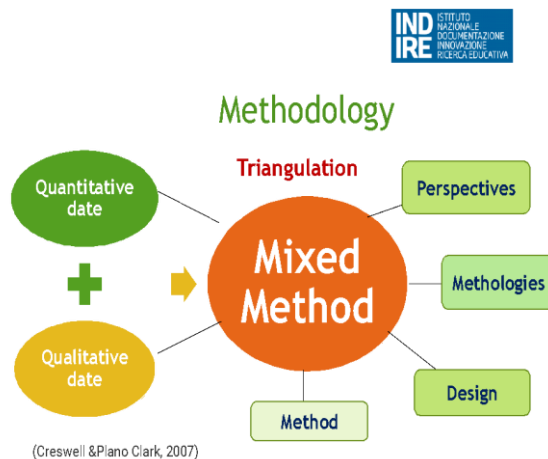 IND
IRE
ISTITUTO
NAZIONALE
DOCUMENTAZIONE
INNOVAZIONE
RICERCA EDUCATIVA
Methodology
Triangulation
Quantitative
date
Qualitative
date
Mixed
Method
Perspectives
Methologies
Design
Method
(Creswell &Plano Clark, 2007)